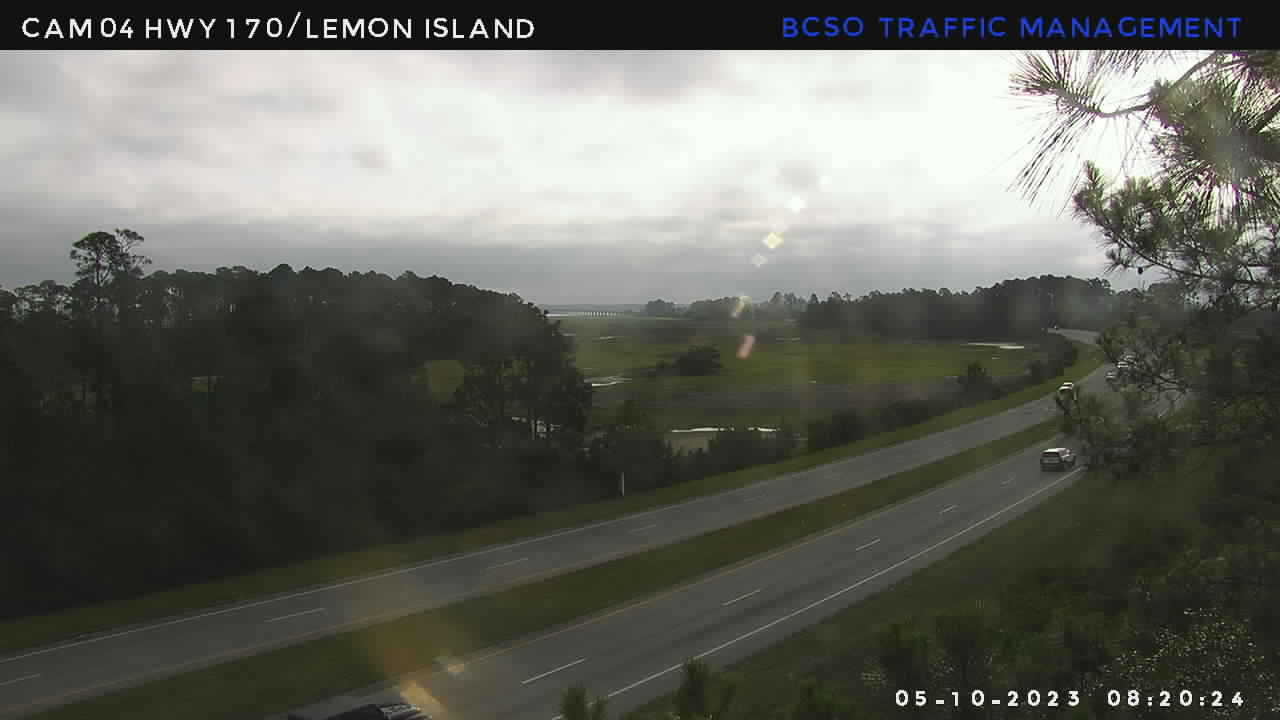 CAM04 HWY170/LEMON ISLAND
BCSO TRAFFIC MANAGEMENT
05-10-2023 08:20:24